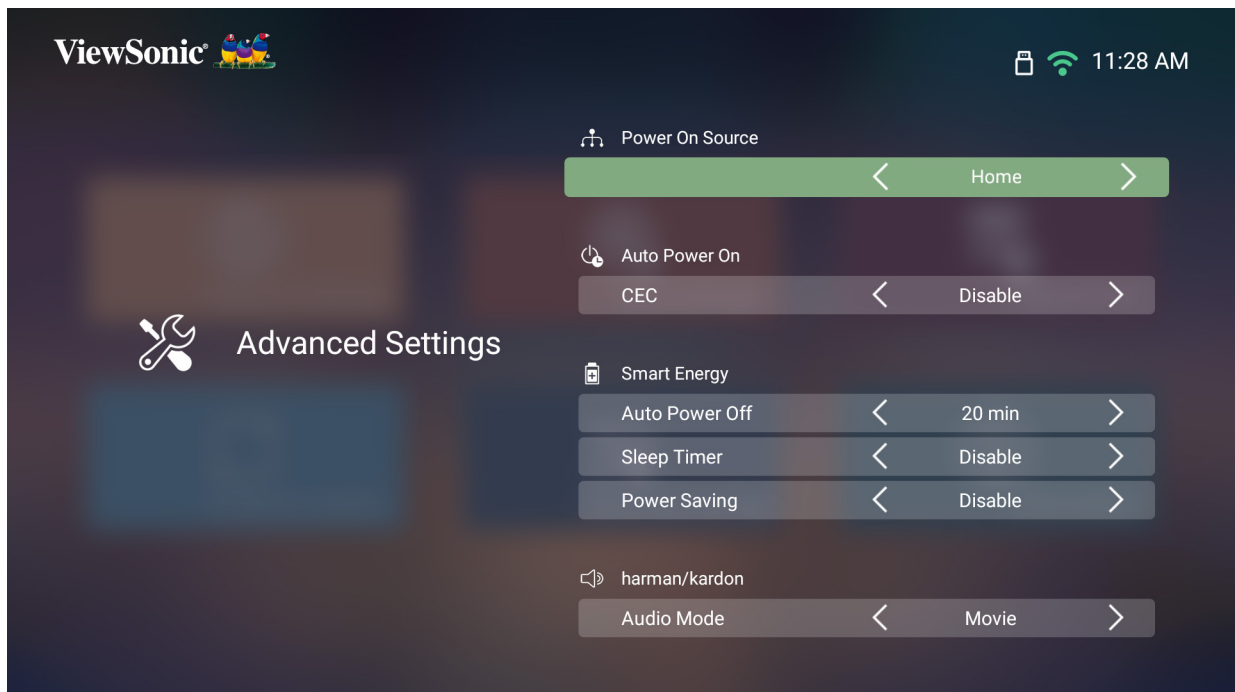 ViewSonic®
11:28 AM
Power On Source
Home
Auto Power On
CEC Disable
Advanced Settings
Smart Energy
Auto Power Off 20 min
Sleep Timer Disable
Power Saving Disable
harman/kardon
Audio Mode Movie